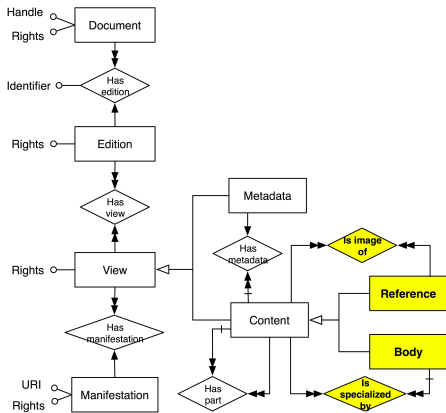 Handle
Document
Rights
Has
edition
Identifier
Rights
Edition
Has
view
Metadata
Is image
of
Has
metadata
Rights
View
Reference
Content
Has
manifestation
Body
URI
Manifestation
Rights
Has
part
Is
specialized
by